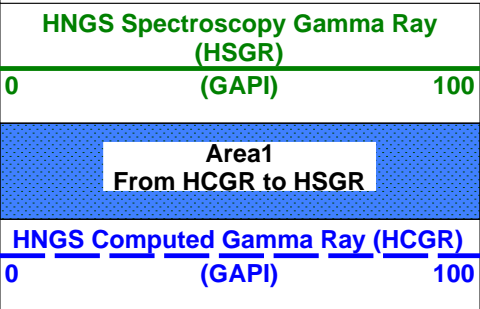 HNGS Spectroscopy Gamma Ray
(HSGR)
0 (GAPI) 100
Area1
From HCGR to HSGR
HNGS Computed Gamma Ray (HCGR)
0 (GAPI) 100